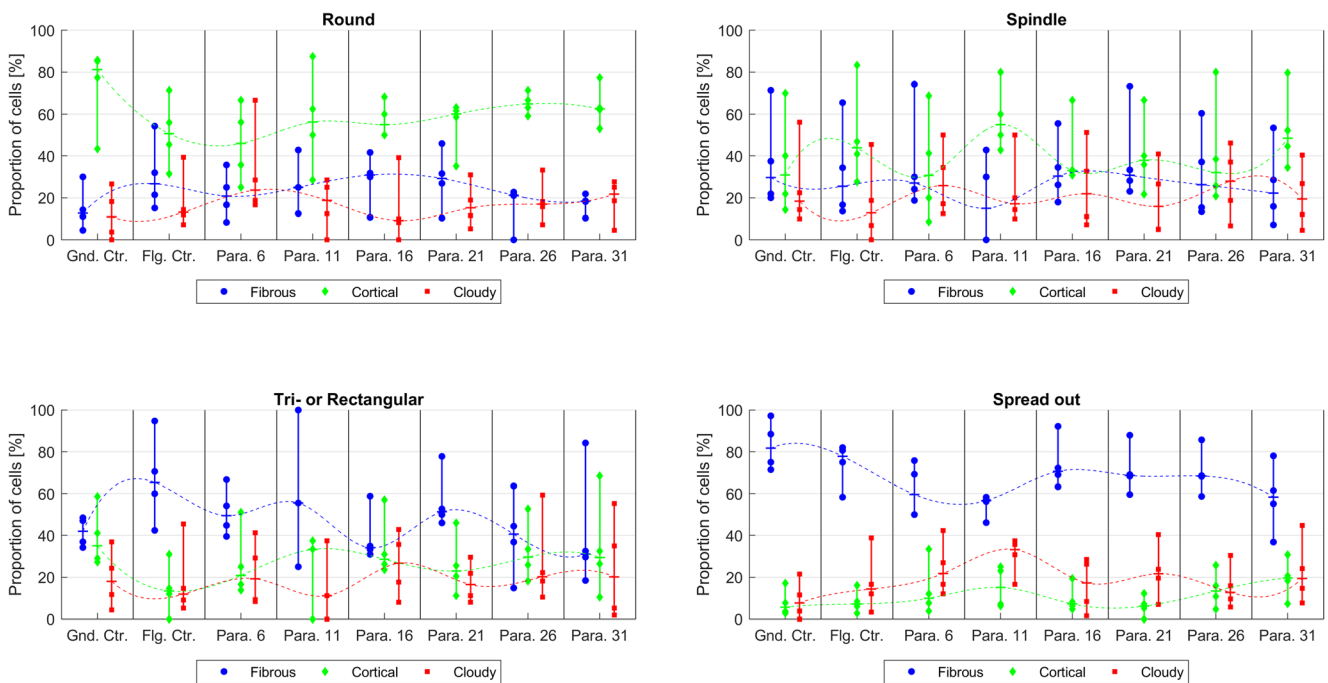 Round
Proportion of cells [%]
100
80
60
40
20
0
Gnd. Ctr. Flg. Ctr. Para. 6 Para. 11 Para. 16 Para. 21 Para. 26 Para. 31
Fibrous Cortical Cloudy
Spindle
Proportion of cells [%]
100
80
60
40
20
0
Gnd. Ctr. Flg. Ctr. Para. 6 Para. 11 Para. 16 Para. 21 Para. 26 Para. 31
Fibrous Cortical Cloudy
Tri- or Rectangular
Proportion of cells [%]
100
80
60
40
20
0
Gnd. Ctr. Flg. Ctr. Para. 6 Para. 11 Para. 16 Para. 21 Para. 26 Para. 31
Fibrous Cortical Cloudy
Spread out
Proportion of cells [%]
100
80
60
40
20
0
Gnd. Ctr. Flg. Ctr. Para. 6 Para. 11 Para. 16 Para. 21 Para. 26 Para. 31
Fibrous Cortical Cloudy